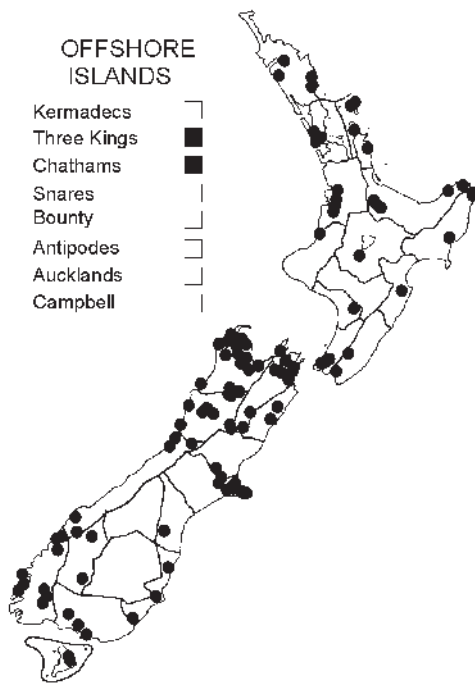 OFFSHORE
ISLANDS
Kermadecs
Three Kings
Chathams
Snares
Bounty
Antipodes
Aucklands
Campbell